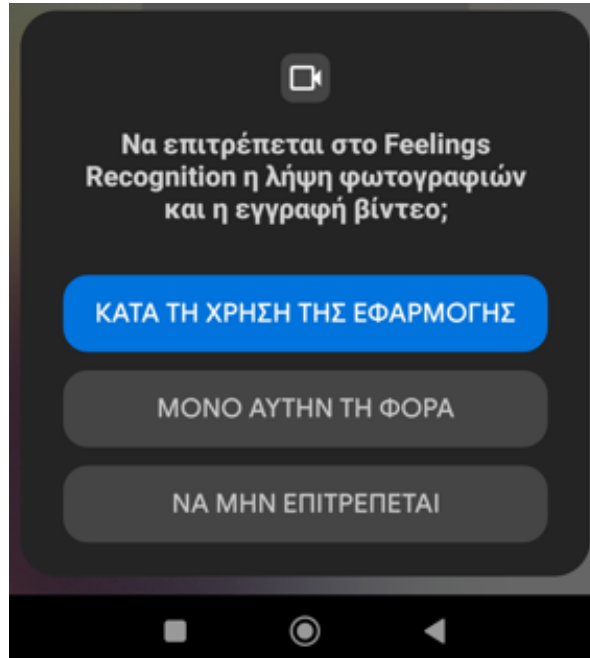 Να επιτρέπεται στο Feelings
Recognition η λήψη φωτογραφιών
και η εγγραφή βίντεο;
ΚΑΤΑ ΤΗ ΧΡΗΣΗ ΤΗΣ ΕΦΑΡΜΟΓΗΣ
ΜΟΝΟ ΑΥΤΗΝ ΤΗ ΦΟΡΑ
ΝΑ ΜΗΝ ΕΠΙΤΡΕΠΕΤΑΙ